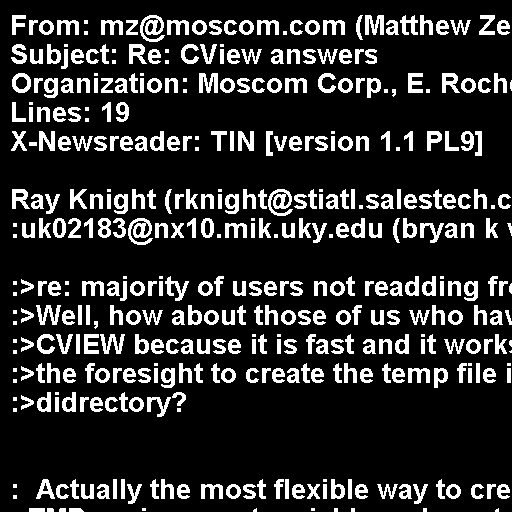 From: mz@moscom.com (Matthew Ze
Subject: Re: CView answers
Organization: Moscom Corp., E. Roch
Lines: 19
X-Newsreader: TIN [version 1.1 PL9]
Ray Knight (rknight@stiatl.salestech.c
:uk02183@nx10.mik.uky.edu (bryan k
:>re: majority of users not readding fr
:>Well, how about those of us who hav
:>CVIEW because it is fast and it works
:>the foresight to create the temp file i
:>didrectory?
:  Actually the most flexible way to cre